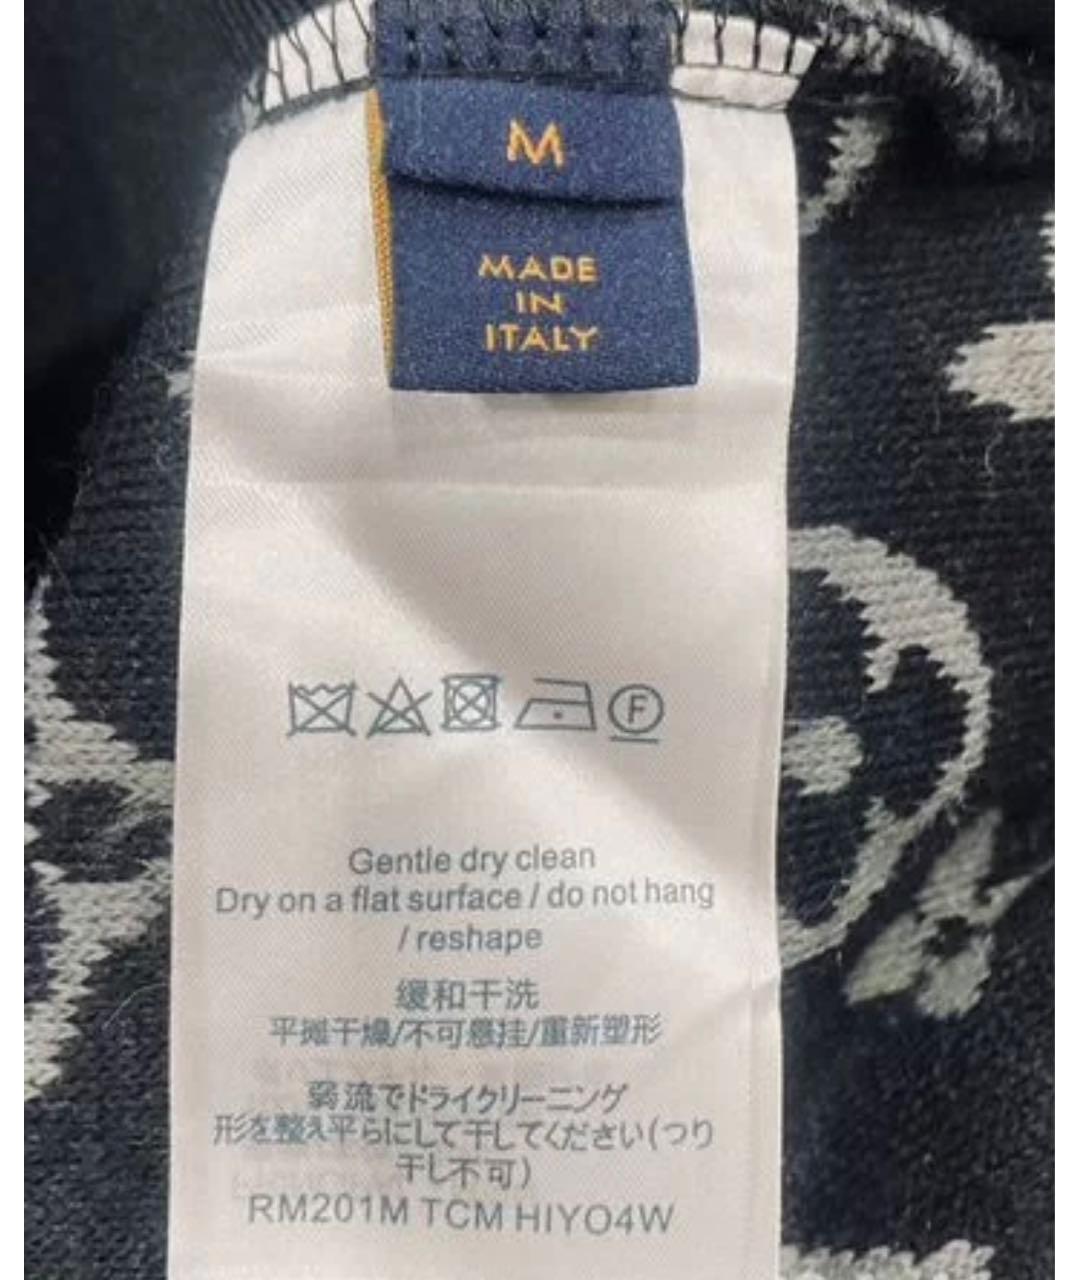 M
MADE
IN
ITALY
F
Gentle dry clean
Dry on a flat surface / do not hang
/ reshape
缓和干洗
平摊干燥/不可悬挂/重新塑形
弱流でドライクリーニング
形を整え平らにして干してください(つり
干し不可)
RM201M TCM HIYO4W